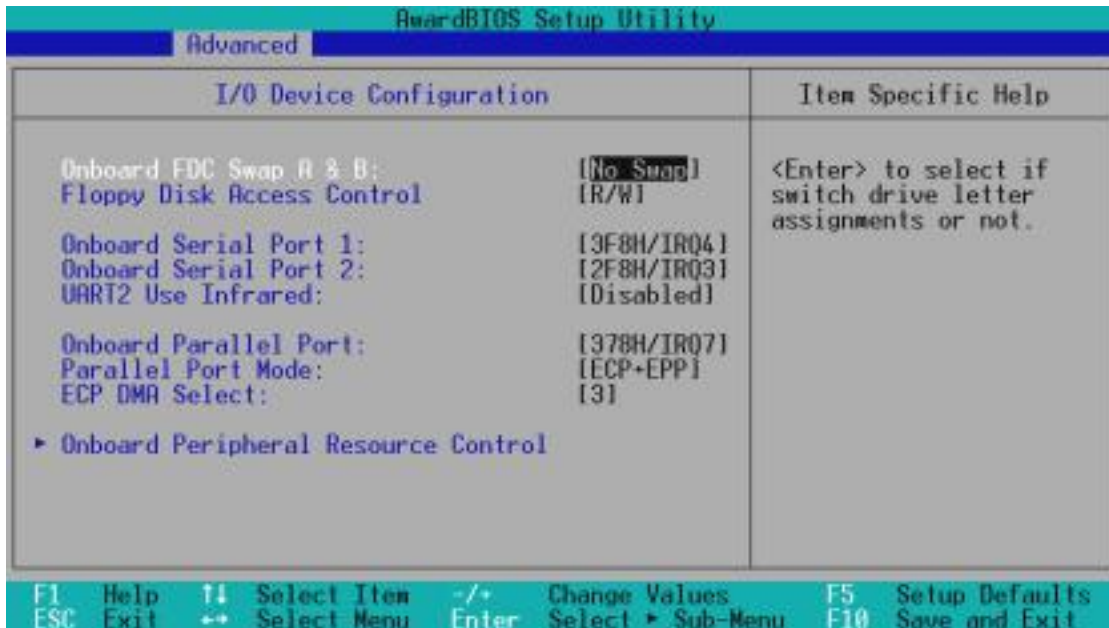 AwardBIOS Setup Utility
Advanced
I/O Device Configuration
Item Specific Help
Onboard FDC Swap A & B: [No Swap]
Floppy Disk Access Control [R/W]
Onboard Serial Port 1: [3F8H/IRQ4]
Onboard Serial Port 2: [2F8H/IRQ3]
UART2 Use Infrared: [Disabled]
Onboard Parallel Port: [378H/IRQ7]
Parallel Port Mode: [ECP+EPP]
ECP DMA Select: [3]
▸ Onboard Peripheral Resource Control
<Enter> to select if
switch drive letter
assignments or not.
F1 Help ↑↓ Select Item -/+ Change Values F5 Setup Defaults
ESC Exit ↔ Select Menu Enter Select ▸ Sub-Menu F10 Save and Exit